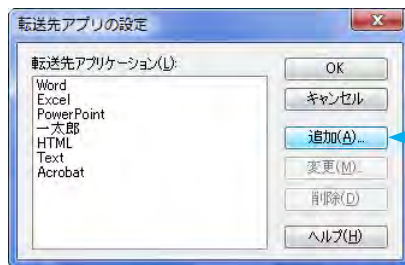 転送先アプリの設定
転送先アプリケーション(L):
Word
Excel
PowerPoint
一太郎
HTML
Text
Acrobat
OK
キャンセル
追加(A)...
変更(M)...
削除(D)
ヘルプ(H)